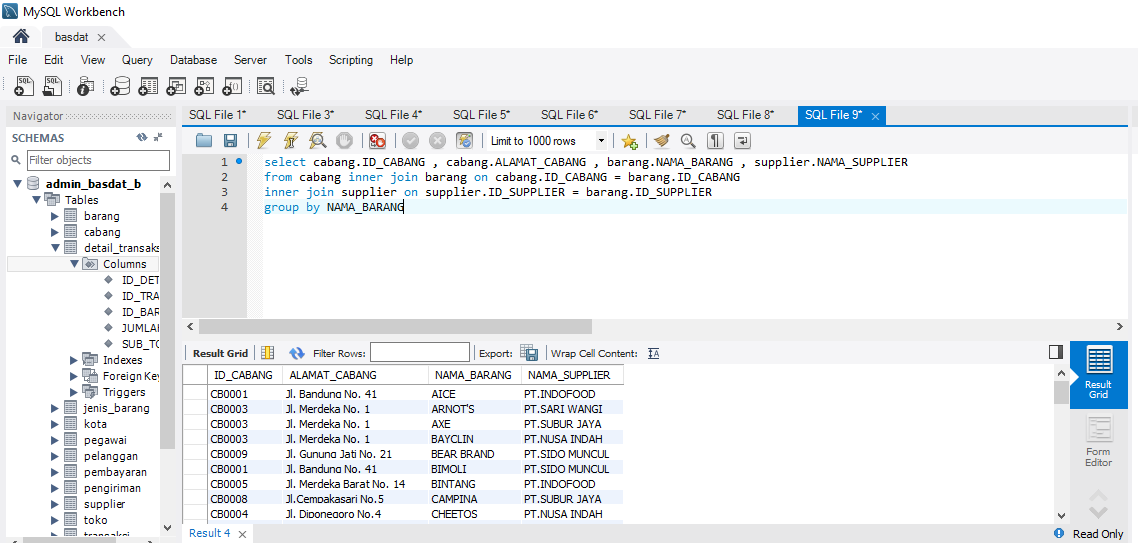 MySQL Workbench
basdat
File Edit View Query Database Server Tools Scripting Help
Navigator
SCHEMAS
Filter objects
admin_basdat_b
Tables
barang
cabang
detail_transaks
Columns
ID_DET
ID_TRA
ID_BAR
JUMLAH
SUB_TO
Indexes
Foreign Key
Triggers
jenis_barang
kota
pegawai
pelanggan
pembayaran
pengiriman
supplier
toko
transaksi
SQL File 1* SQL File 3* SQL File 4* SQL File 5* SQL File 6* SQL File 7* SQL File 8* SQL File 9*
Limit to 1000 rows
1 select cabang.ID_CABANG , cabang.ALAMAT_CABANG , barang.NAMA_BARANG , supplier.NAMA_SUPPLIER
2 from cabang inner join barang on cabang.ID_CABANG = barang.ID_CABANG
3 inner join supplier on supplier.ID_SUPPLIER = barang.ID_SUPPLIER
4 group by NAMA_BARANG
Result Grid Filter Rows: Export: Wrap Cell Content:
ID_CABANG ALAMAT_CABANG NAMA_BARANG NAMA_SUPPLIER
CB0001 Jl. Bandung No. 41 AICE PT.INDOFOOD
CB0003 Jl. Merdeka No. 1 ARNOT'S PT.SARI WANGI
CB0003 Jl. Merdeka No. 1 AXE PT.SUBUR JAYA
CB0003 Jl. Merdeka No. 1 BAYCLIN PT.NUSA INDAH
CB0009 Jl. Gunung Jati No. 21 BEAR BRAND PT.SIDO MUNCUL
CB0001 Jl. Bandung No. 41 BIMOLI PT.SIDO MUNCUL
CB0005 Jl. Merdeka Barat No. 14 BINTANG PT.INDOFOOD
CB0008 Jl.Cempakasari No.5 CAMPINA PT.SUBUR JAYA
CB0004 Jl. Diponegoro No.4 CHEETOS PT.NUSA INDAH
Result Grid
Form Editor
Result 4
Read Only